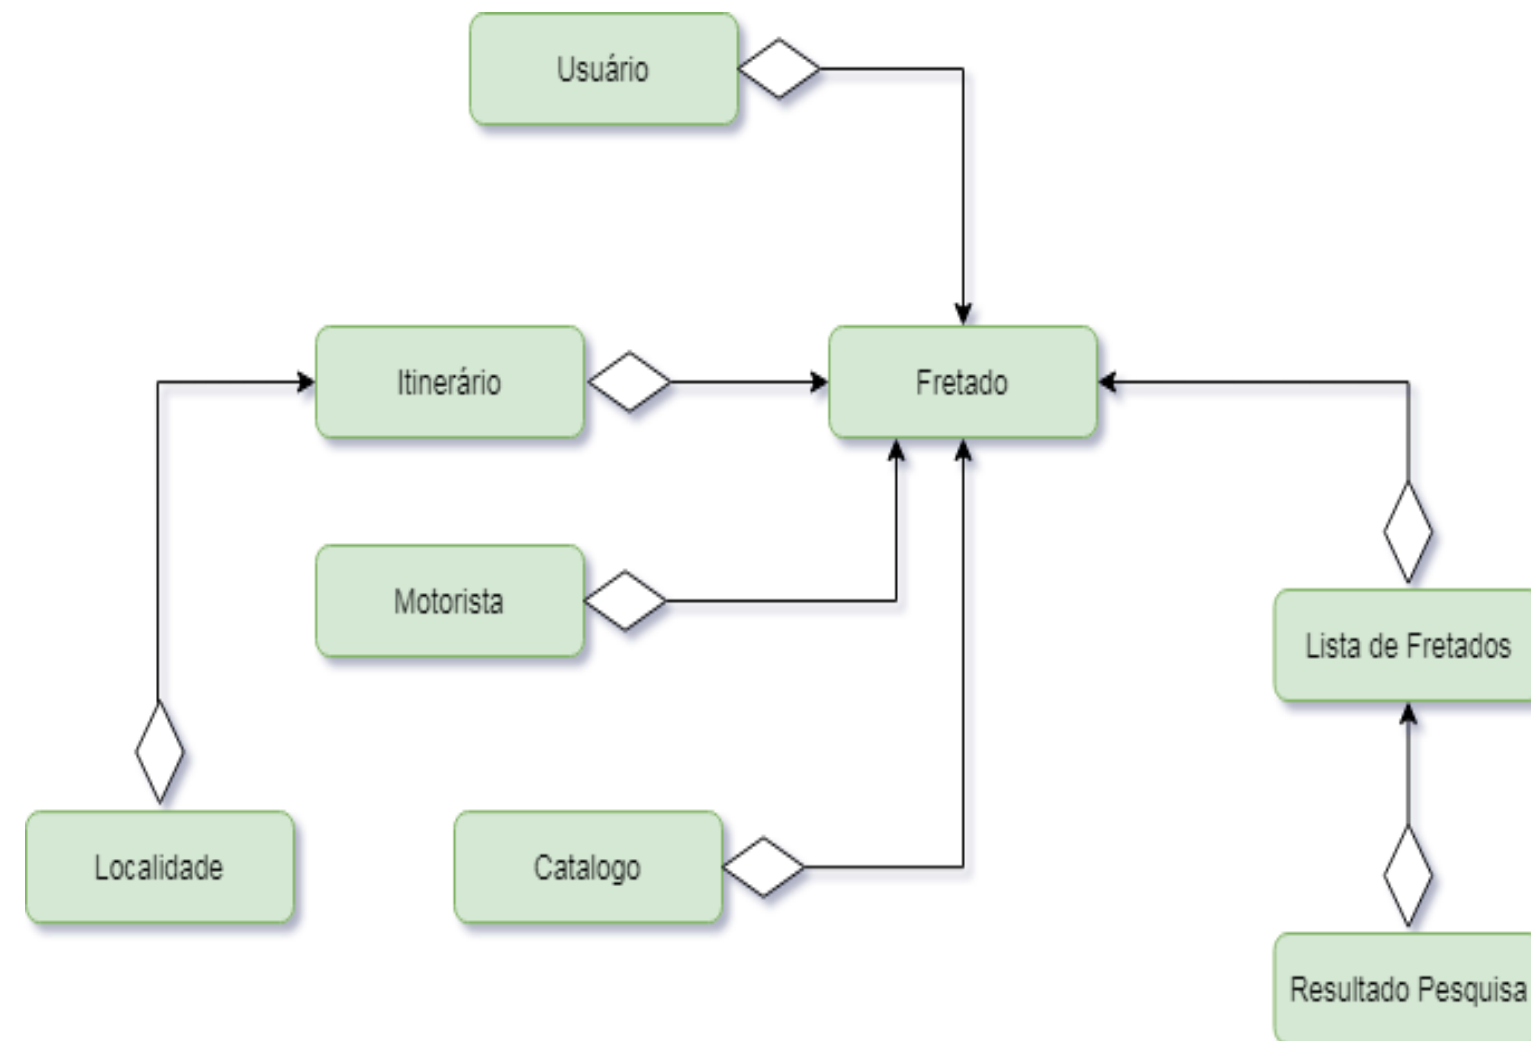 Usuário
Itinerário
Fretado
Motorista
Lista de Fretados
Localidade
Catalogo
Resultado Pesquisa